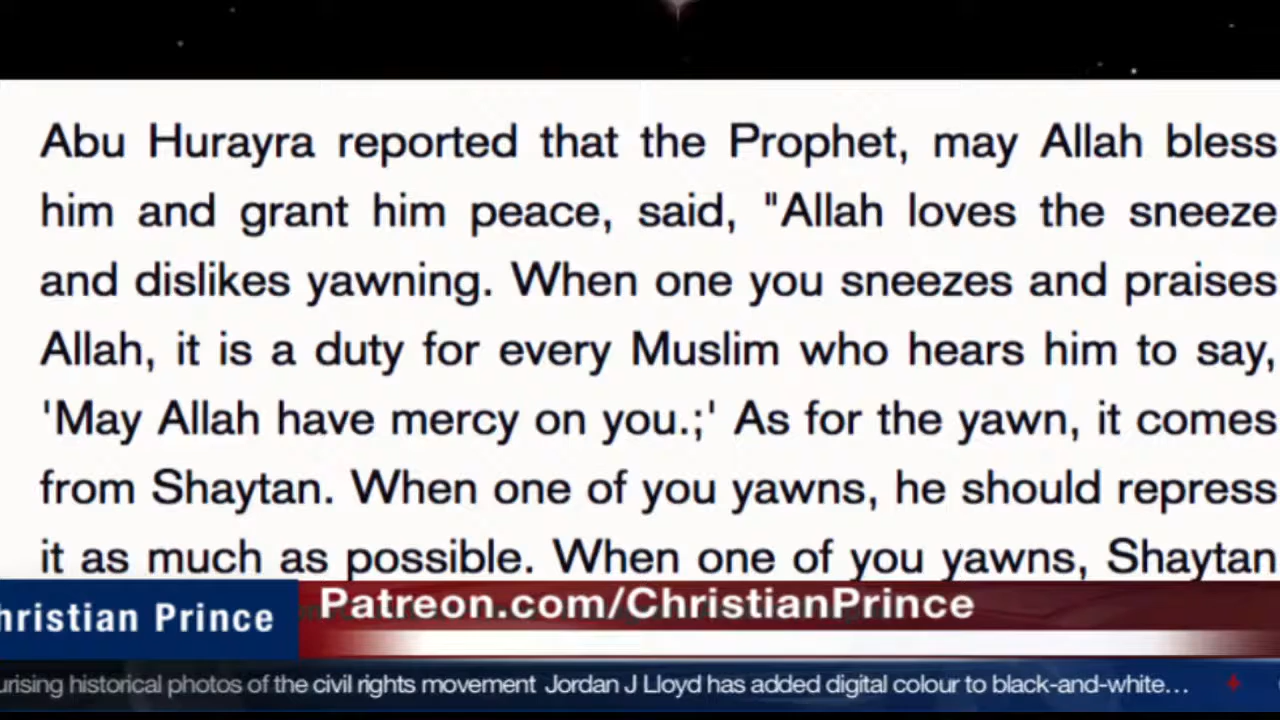 Abu Hurayra reported that the Prophet, may Allah bless
him and grant him peace, said, "Allah loves the sneeze
and dislikes yawning. When one you sneezes and praises
Allah, it is a duty for every Muslim who hears him to say,
'May Allah have mercy on you.;' As for the yawn, it comes
from Shaytan. When one of you yawns, he should repress
it as much as possible. When one of you yawns, Shaytan
hristian Prince
Patreon.com/ChristianPrince
urising historical photos of the civil rights movement Jordan J Lloyd has added digital colour to black-and-white…